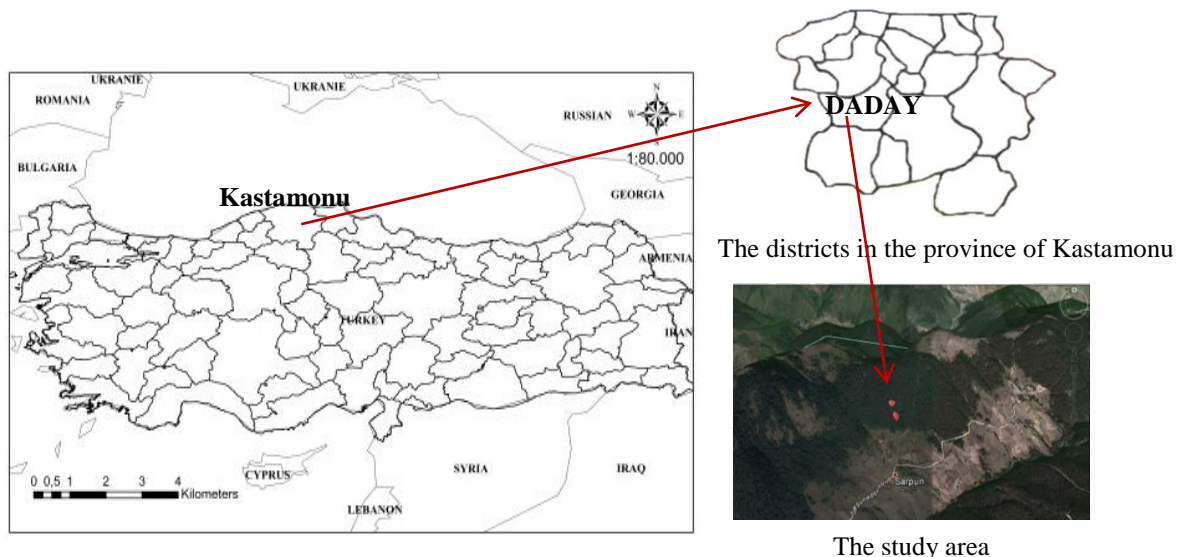 UKRANIE
UKRANIE
ROMANIA
RUSSIAN
N
W
E
S
1:80.000
BULGARIA
Kastamonu
GEORGIA
ARMENIA
TURKEY
IRAN
CYPRUS
SYRIA
IRAQ
LEBANON
0 0,5 1 2 3 4
Kilometers
DADAY
The districts in the province of Kastamonu
Sarpun
The study area